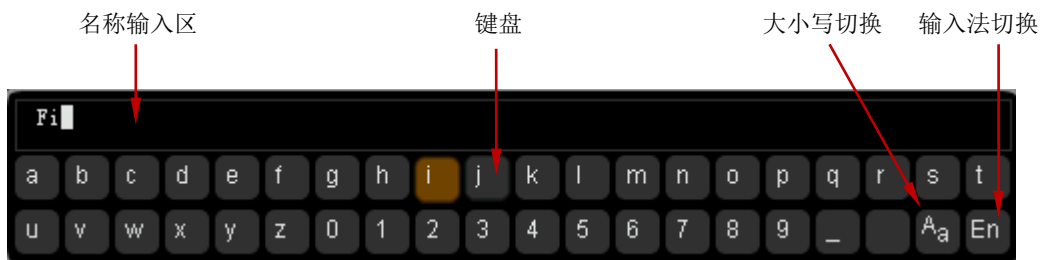 名称输入区 键盘 大小写切换 输入法切换
Fi
a b c d e f g h i j k l m n o p q r s t
u v w x y z 0 1 2 3 4 5 6 7 8 9 _ Aa En